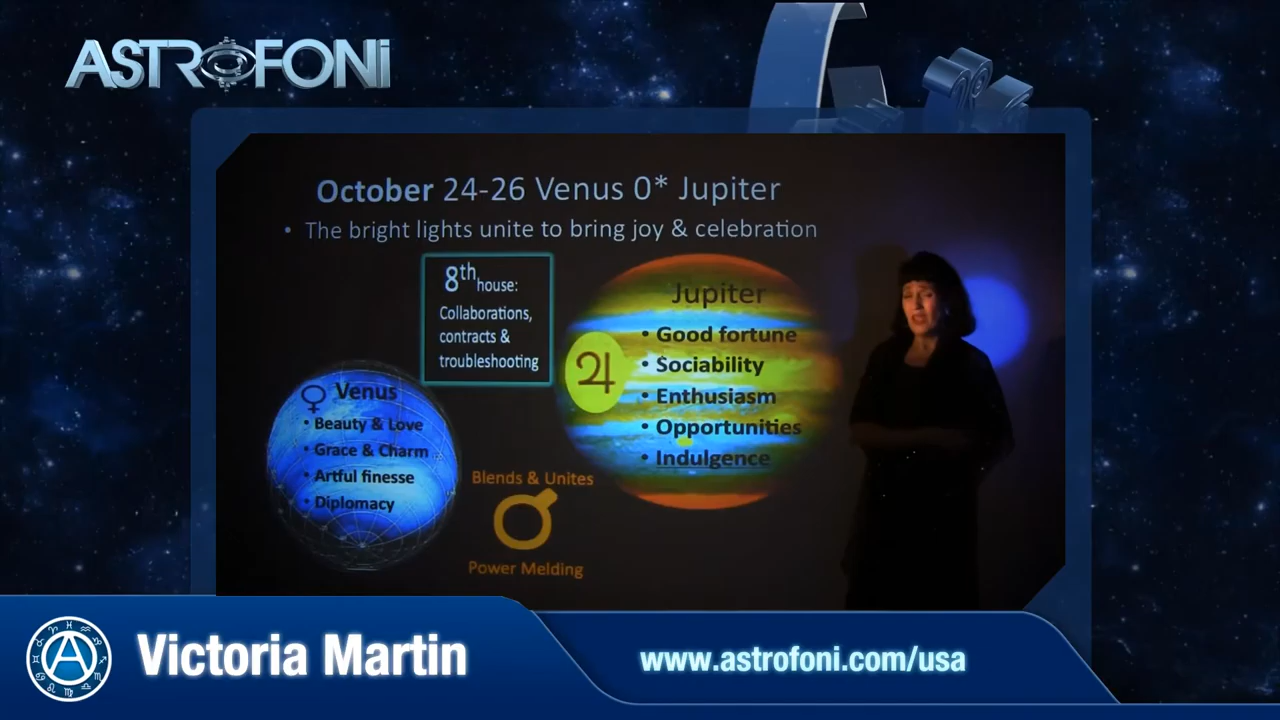 ASTROFONi
October 24-26 Venus 0* Jupiter
• The bright lights unite to bring joy & celebration
8th house:
Collaborations,
contracts &
troubleshooting
Jupiter
• Good fortune
• Sociability
• Enthusiasm
• Opportunities
• Indulgence
♃
♀ Venus
• Beauty & Love
• Grace & Charm
• Artful finesse
• Diplomacy
Blends & Unites
Power Melding
Victoria Martin
www.astrofoni.com/usa